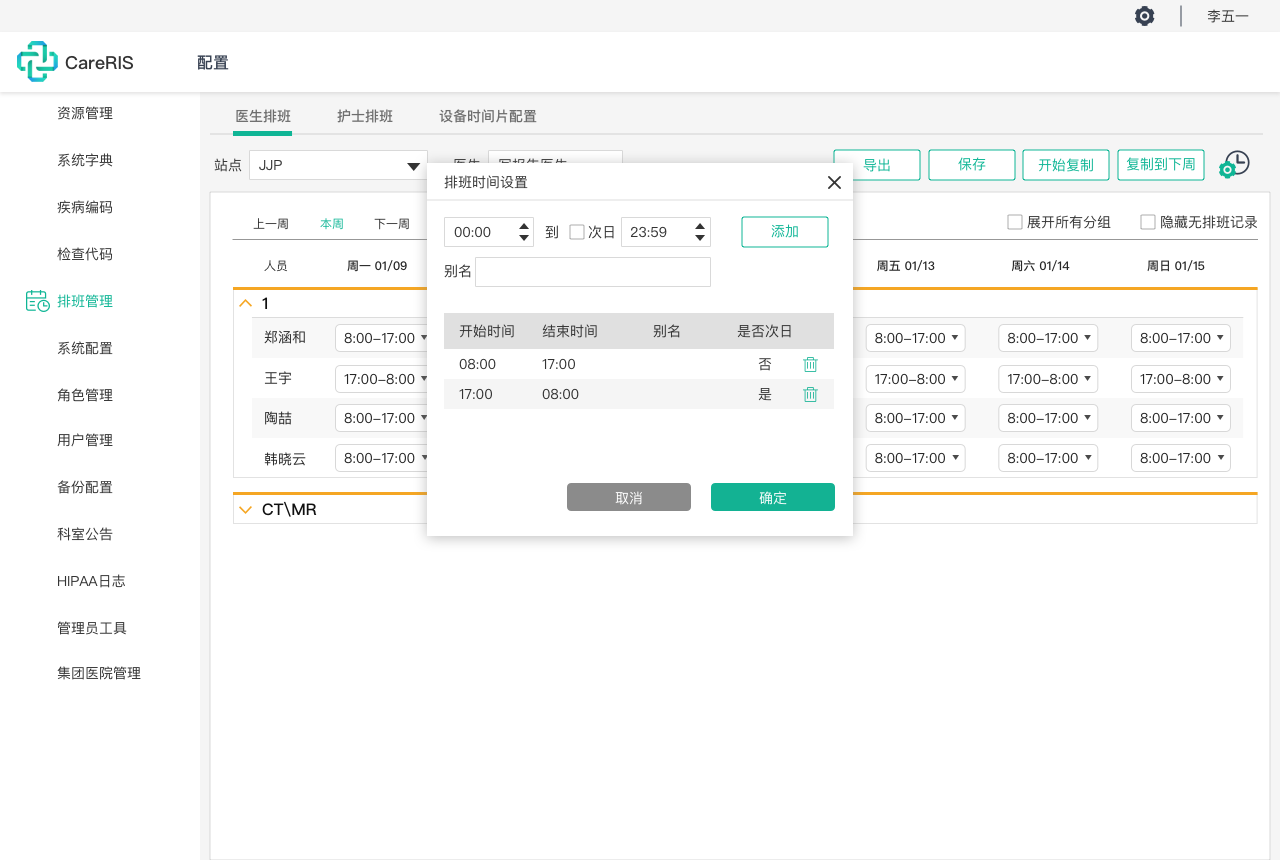 李五一
CareRIS
配置
资源管理
系统字典
疾病编码
检查代码
排班管理
系统配置
角色管理
用户管理
备份配置
科室公告
HIPAA日志
管理员工具
集团医院管理
医生排班 护士排班 设备时间片配置
站点 JJP 医生 写报告医生 导出 保存 开始复制 复制到下周
上一周 本周 下一周 展开所有分组 隐藏无排班记录
人员 周一 01/09 周五 01/13 周六 01/14 周日 01/15
1
郑涵和 8:00-17:00 8:00-17:00 8:00-17:00 8:00-17:00
王宇 17:00-8:00 17:00-8:00 17:00-8:00 17:00-8:00
陶喆 8:00-17:00 8:00-17:00 8:00-17:00 8:00-17:00
韩晓云 8:00-17:00 8:00-17:00 8:00-17:00 8:00-17:00
CT\MR
排班时间设置
00:00 到 次日 23:59 添加
别名
开始时间 结束时间 别名 是否次日
08:00 17:00 否
17:00 08:00 是
取消 确定